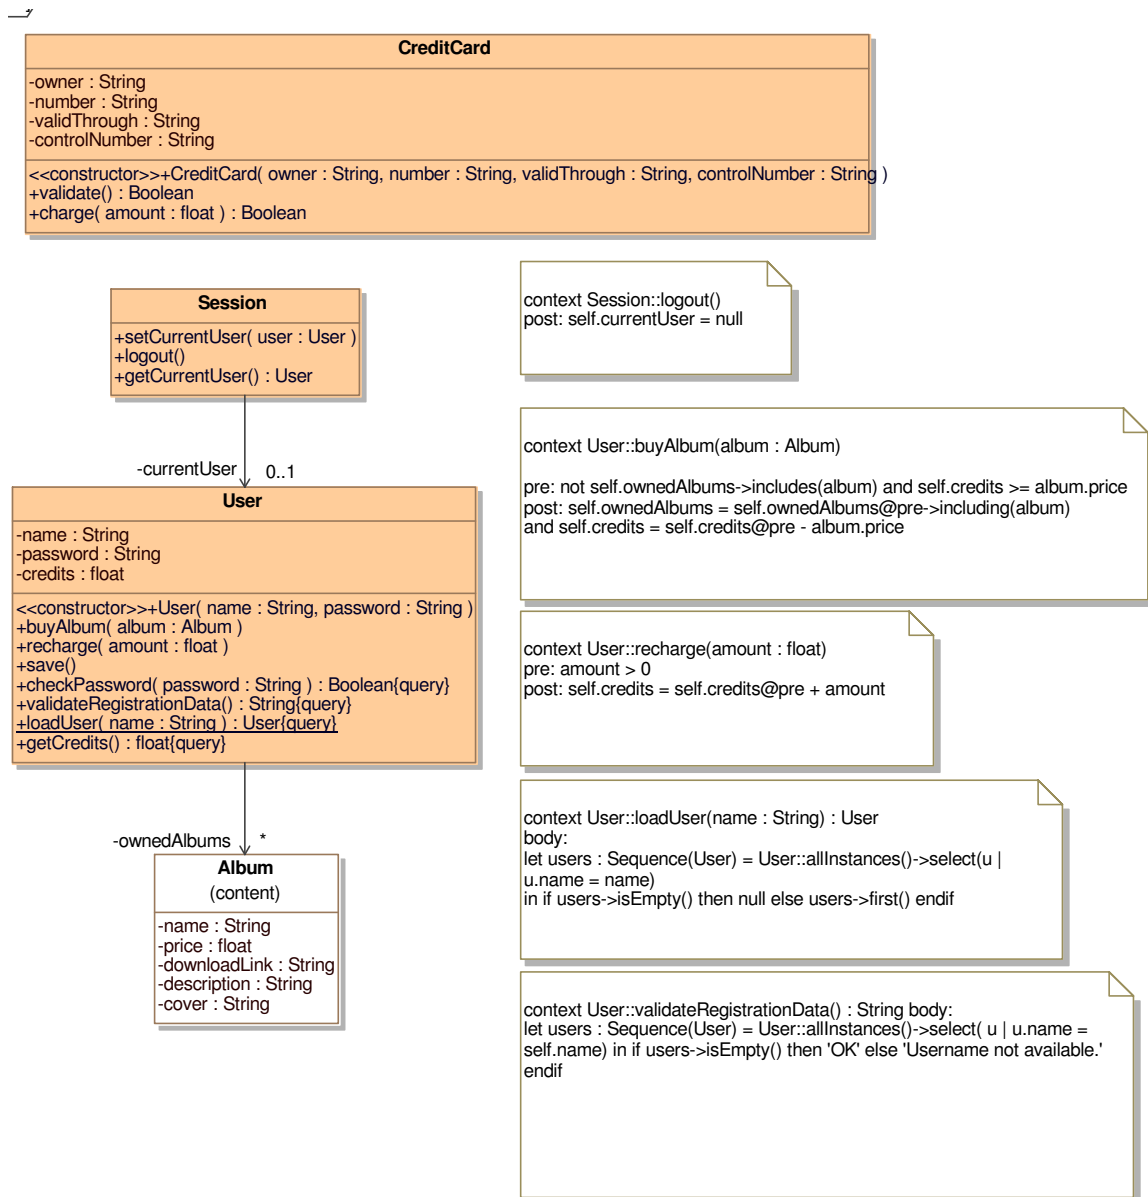 CreditCard
-owner : String
-number : String
-validThrough : String
-controlNumber : String
<<constructor>>+CreditCard( owner : String, number : String, validThrough : String, controlNumber : String )
+validate() : Boolean
+charge( amount : float ) : Boolean
Session
+setCurrentUser( user : User )
+logout()
+getCurrentUser() : User
context Session::logout()
post: self.currentUser = null
-currentUser
0..1
User
-name : String
-password : String
-credits : float
<<constructor>>+User( name : String, password : String )
+buyAlbum( album : Album )
+recharge( amount : float )
+save()
+checkPassword( password : String ) : Boolean{query}
+validateRegistrationData() : String{query}
+loadUser( name : String ) : User{query}
+getCredits() : float{query}
context User::buyAlbum(album : Album)
pre: not self.ownedAlbums->includes(album) and self.credits >= album.price
post: self.ownedAlbums = self.ownedAlbums@pre->including(album)
and self.credits = self.credits@pre - album.price
context User::recharge(amount : float)
pre: amount > 0
post: self.credits = self.credits@pre + amount
-ownedAlbums
*
Album
(content)
-name : String
-price : float
-downloadLink : String
-description : String
-cover : String
context User::loadUser(name : String) : User
body:
let users : Sequence(User) = User::allInstances()->select(u |
u.name = name)
in if users->isEmpty() then null else users->first() endif
context User::validateRegistrationData() : String body:
let users : Sequence(User) = User::allInstances()->select( u | u.name =
self.name) in if users->isEmpty() then 'OK' else 'Username not available.'
endif